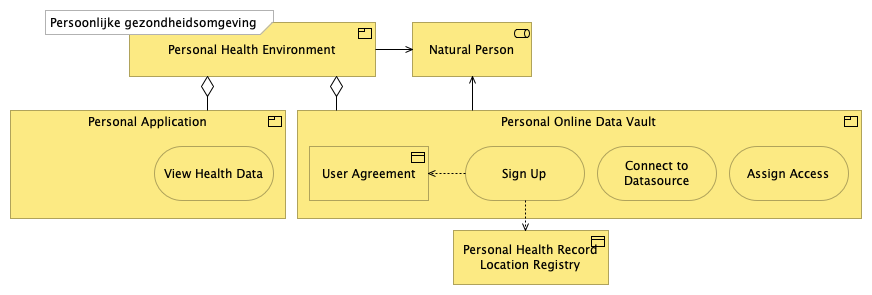 Persoonlijke gezondheidsomgeving
Personal Health Environment
Natural Person
Personal Application
View Health Data
Personal Online Data Vault
User Agreement
Sign Up
Connect to
Datasource
Assign Access
Personal Health Record
Location Registry